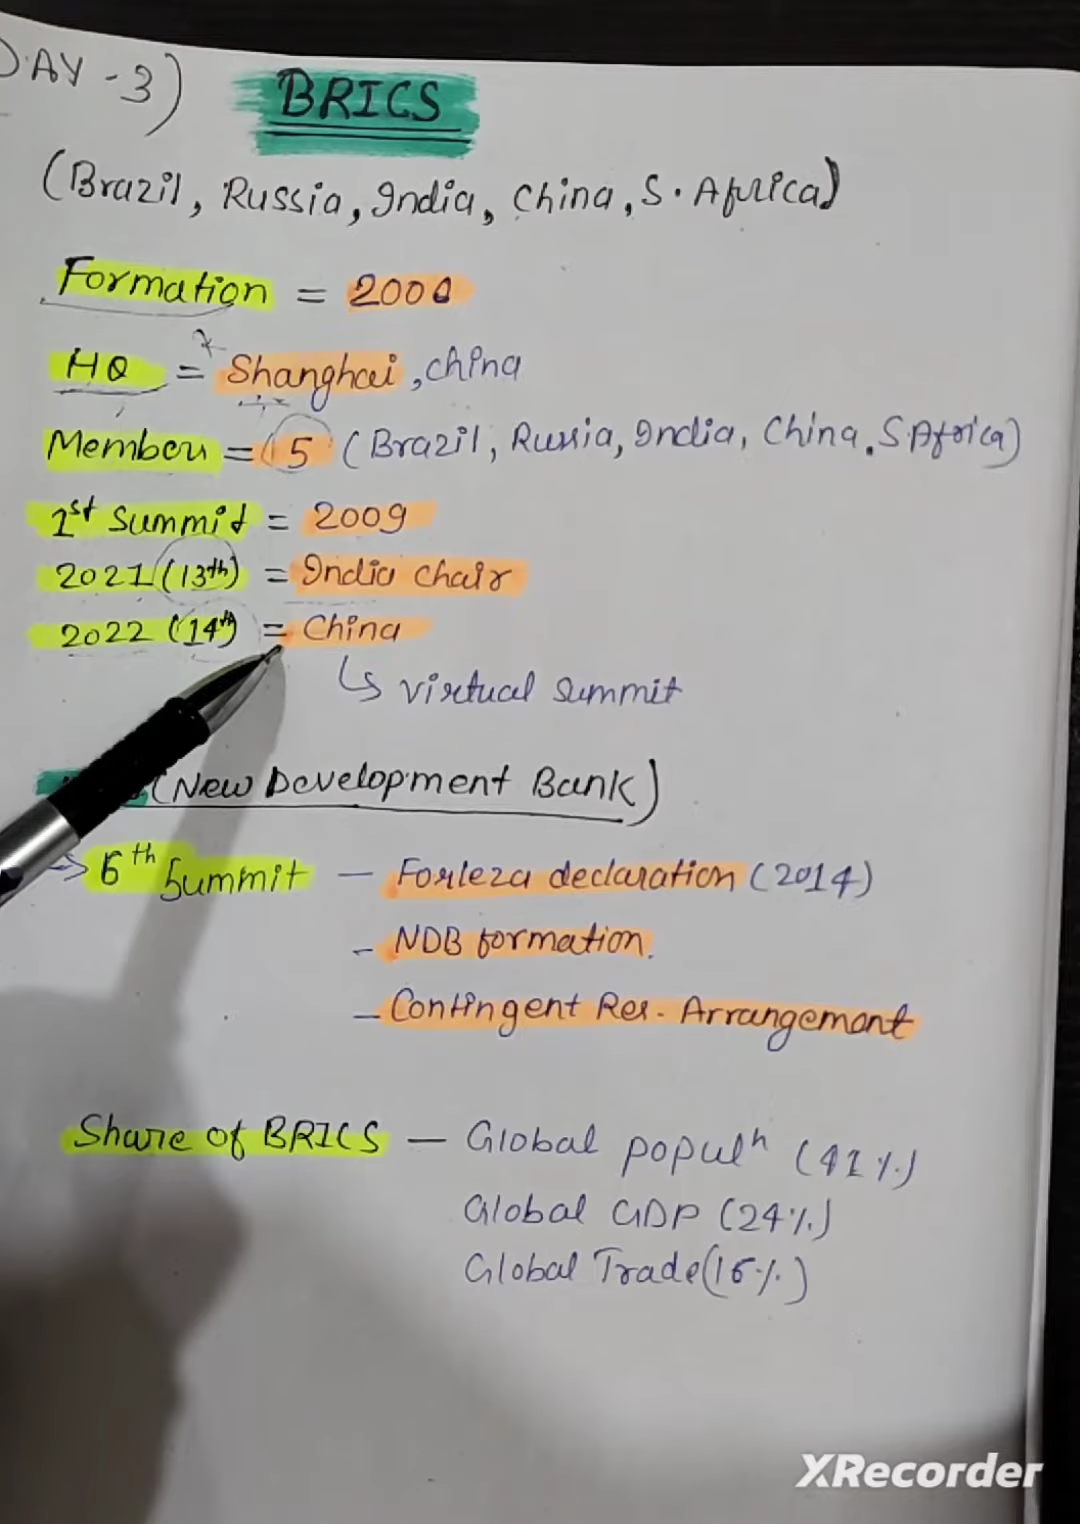 DAY-3)
BRICS
(Brazil, Russia, India, China, S. Africa)
Formation = 2006
HQ = Shanghai, china
Members = 5 (Brazil, Russia, India, China, S.Africa)
1st Summit = 2009
2021 (13th) = India chair
2022 (14th) = China
↳ virtual summit
(New Development Bank)
→ 6th Summit – Forleza declaration (2014)
- NDB formation.
- Contingent Res. Arrangement
Share of BRICS — Global populⁿ (41%)
Global GDP (24%)
Global Trade (16%)
XRecorder